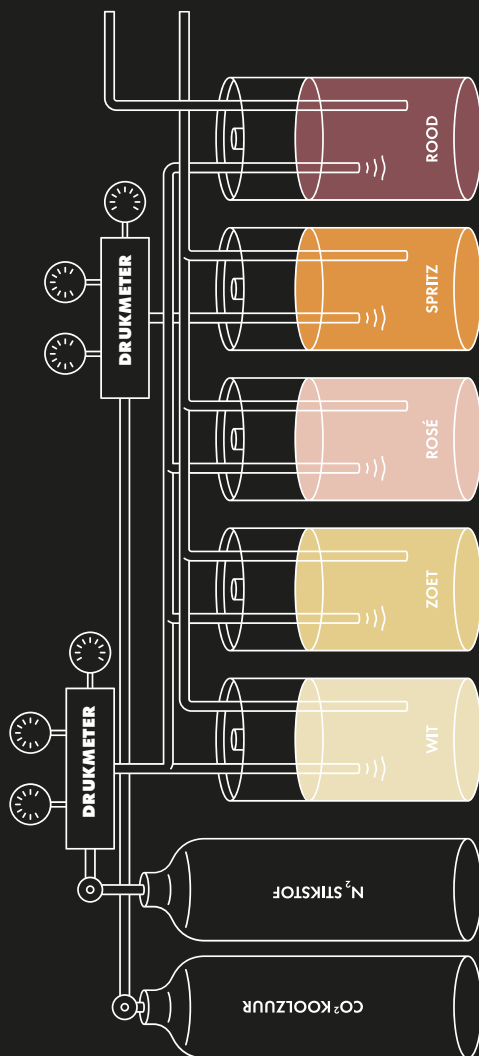 DRUKMETER
DRUKMETER
CO² KOOLZUUR
N₂ STIKSTOF
WIT
ZOET
ROSÉ
SPRITZ
ROOD